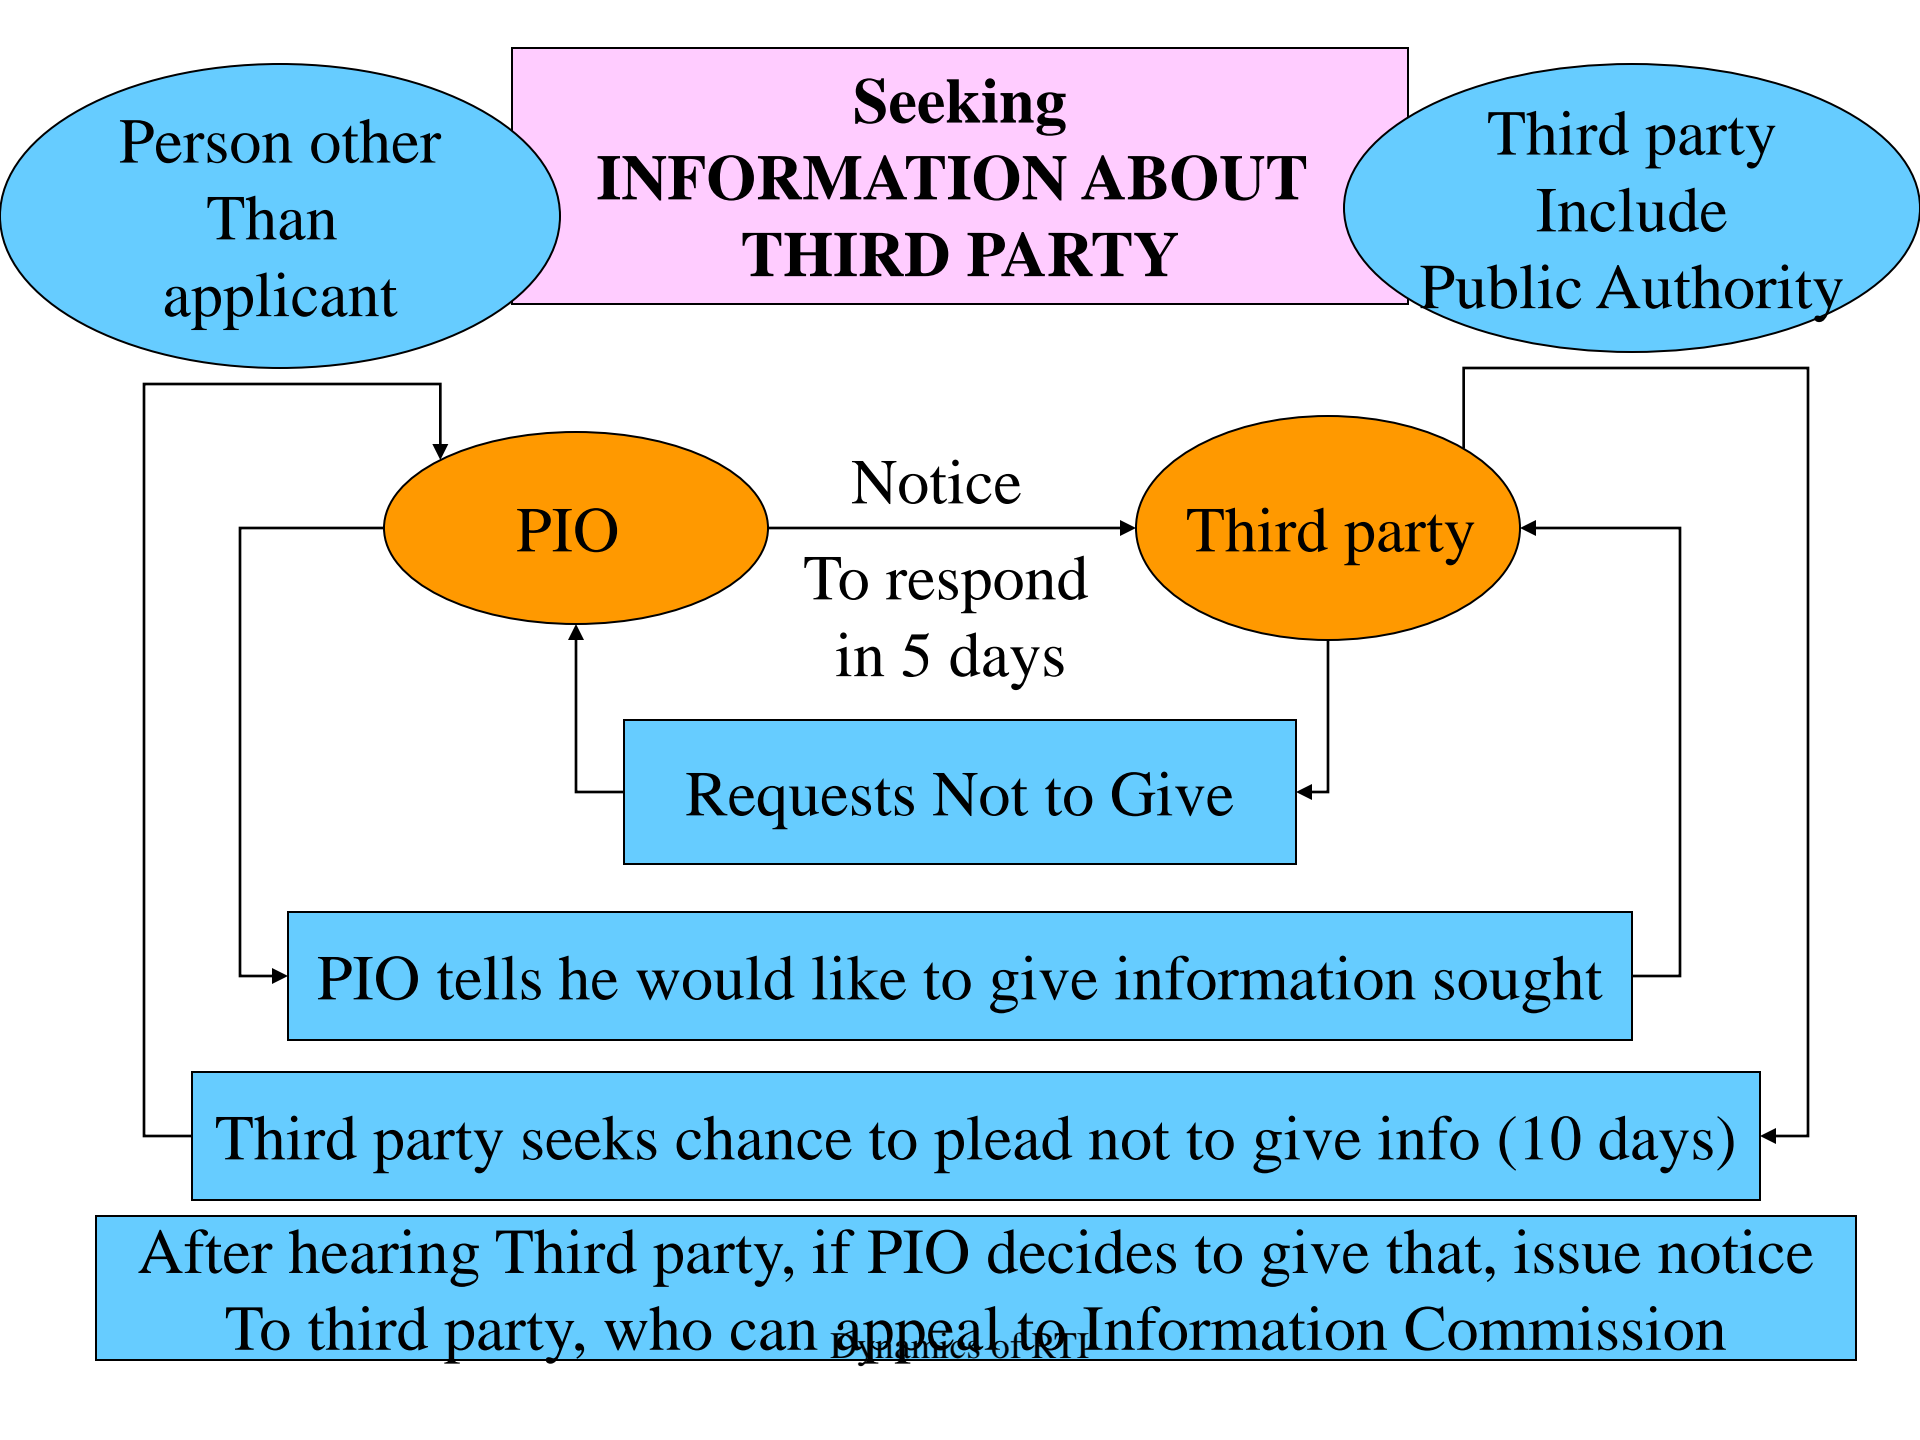 Person other
Than
applicant
Seeking
INFORMATION ABOUT
THIRD PARTY
Third party
Include
Public Authority
PIO
Notice
To respond
in 5 days
Third party
Requests Not to Give
PIO tells he would like to give information sought
Third party seeks chance to plead not to give info (10 days)
After hearing Third party, if PIO decides to give that, issue notice
To third party, who can appeal to Information Commission
Dynamics of RTI